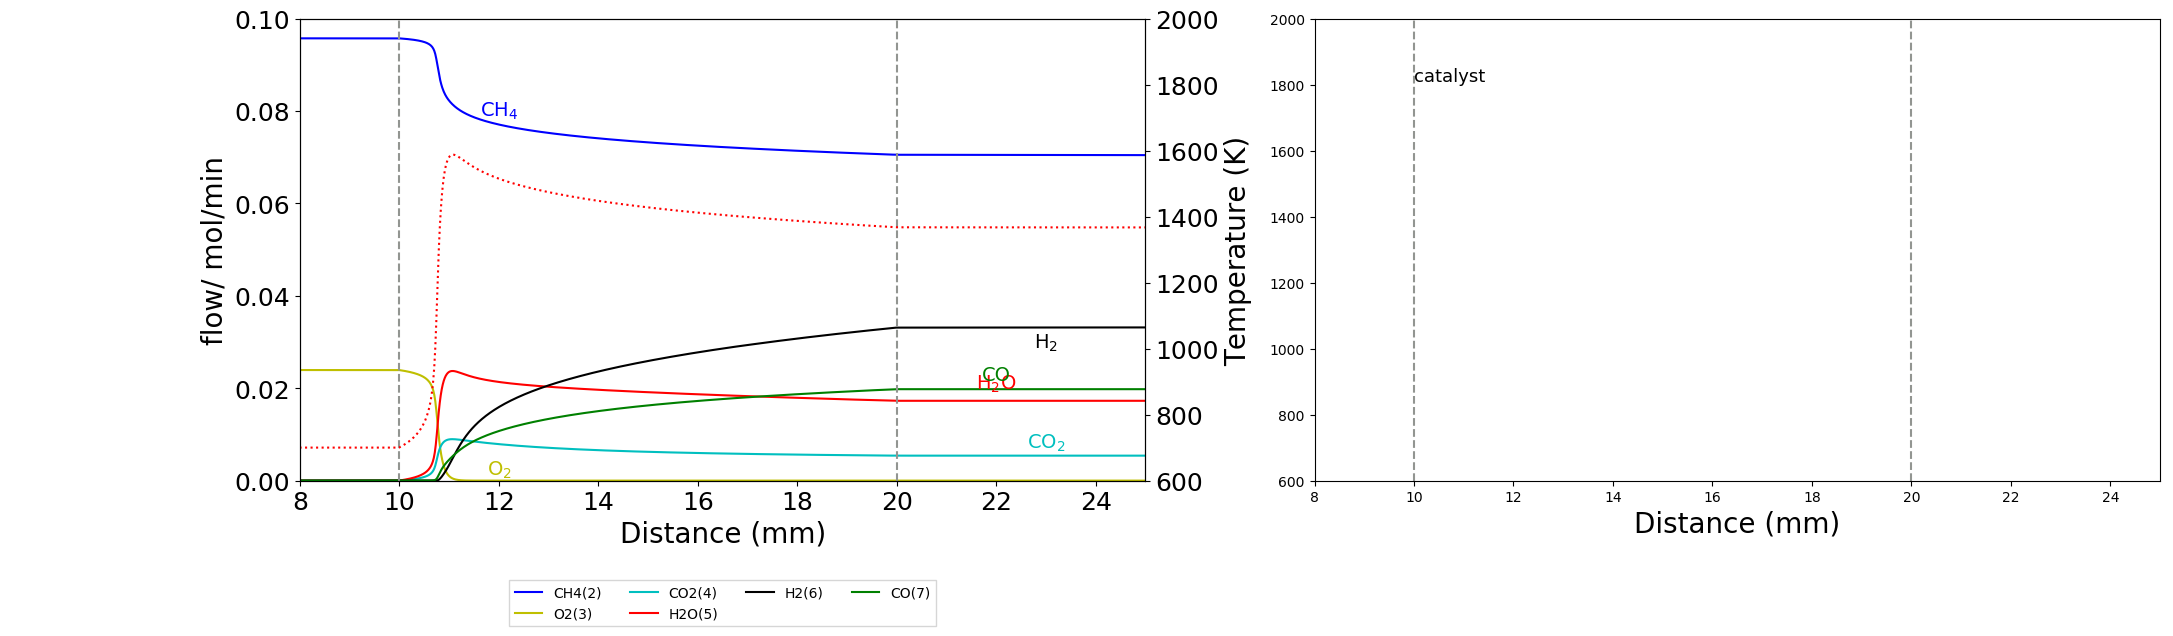 flow/ mol/min
0.10
0.08
0.06
0.04
0.02
0.00
8 10 12 14 16 18 20 22 24
Distance (mm)
CH₄
O₂
H₂
CO
H₂O
CO₂
2000
1800
1600
1400
1200
1000
800
600
Temperature (K)
CH4(2) CO2(4) H2(6) CO(7)
O2(3) H2O(5)
2000
1800
1600
1400
1200
1000
800
600
catalyst
8 10 12 14 16 18 20 22 24
Distance (mm)